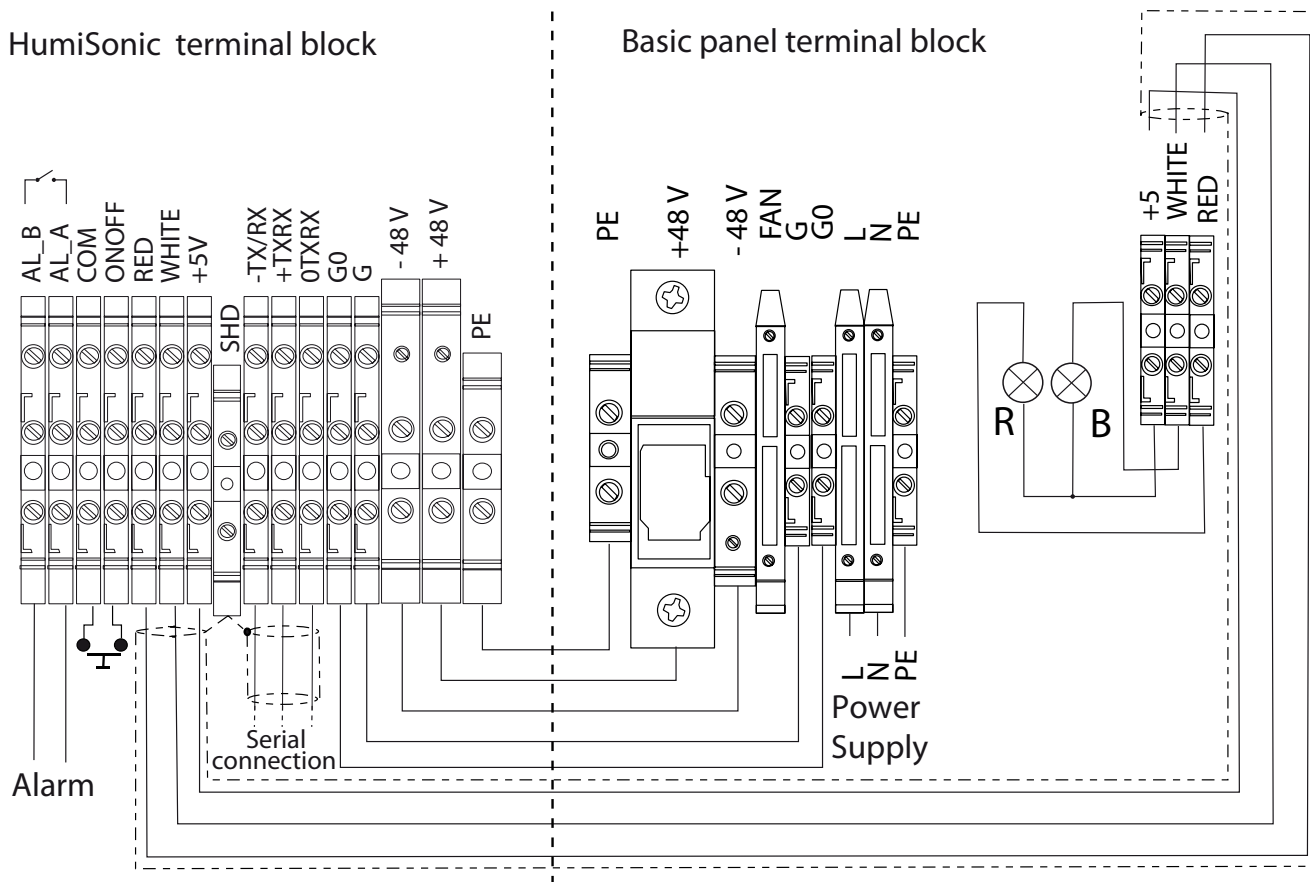 HumiSonic terminal block
Basic panel terminal block
AL_B
AL_A
COM
ONOFF
RED
WHITE
+5V
SHD
-TX/RX
+TXRX
0TXRX
G0
G
- 48 V
+ 48 V
PE
PE
+48 V
- 48 V
FAN
G
G0
L
N
PE
+5
WHITE
RED
R
B
L
N
PE
Power
Supply
Serial
connection
Alarm